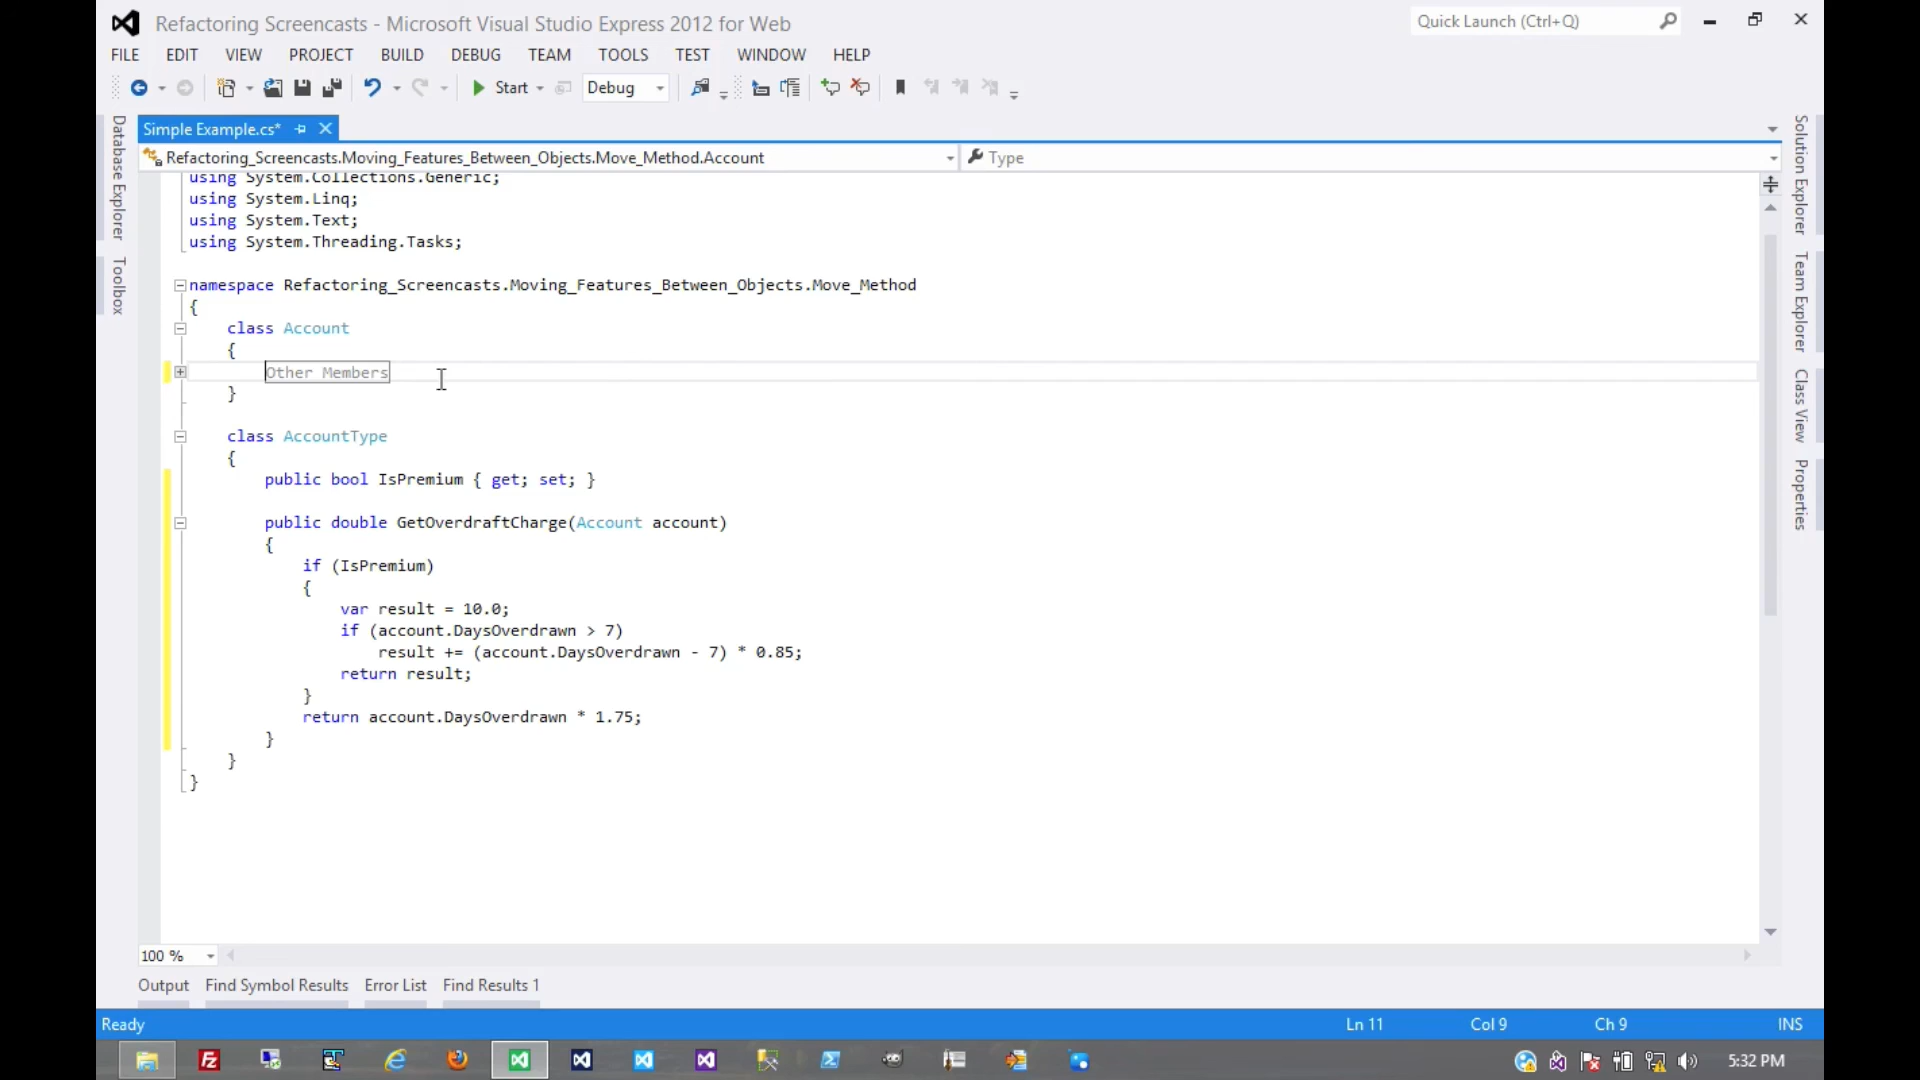 Refactoring Screencasts - Microsoft Visual Studio Express 2012 for Web
Quick Launch (Ctrl+Q)
FILE EDIT VIEW PROJECT BUILD DEBUG TEAM TOOLS TEST WINDOW HELP
Start Debug
Simple Example.cs*
Refactoring_Screencasts.Moving_Features_Between_Objects.Move_Method.Account
Type
Database Explorer
Toolbox
using System.Collections.Generic;
using System.Linq;
using System.Text;
using System.Threading.Tasks;
namespace Refactoring_Screencasts.Moving_Features_Between_Objects.Move_Method
{
class Account
{
Other Members
}
class AccountType
{
public bool IsPremium { get; set; }
public double GetOverdraftCharge(Account account)
{
if (IsPremium)
{
var result = 10.0;
if (account.DaysOverdrawn > 7)
result += (account.DaysOverdrawn - 7) * 0.85;
return result;
}
return account.DaysOverdrawn * 1.75;
}
}
}
Solution Explorer
Team Explorer
Class View
Properties
100 %
Output Find Symbol Results Error List Find Results 1
Ready Ln 11 Col 9 Ch 9 INS
5:32 PM